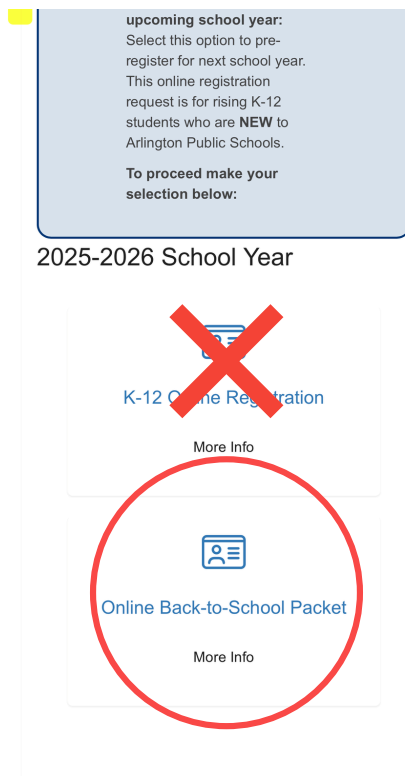 upcoming school year:
Select this option to pre-
register for next school year.
This online registration
request is for rising K-12
students who are NEW to
Arlington Public Schools.
To proceed make your
selection below:
2025-2026 School Year
K-12 Online Registration
More Info
Online Back-to-School Packet
More Info